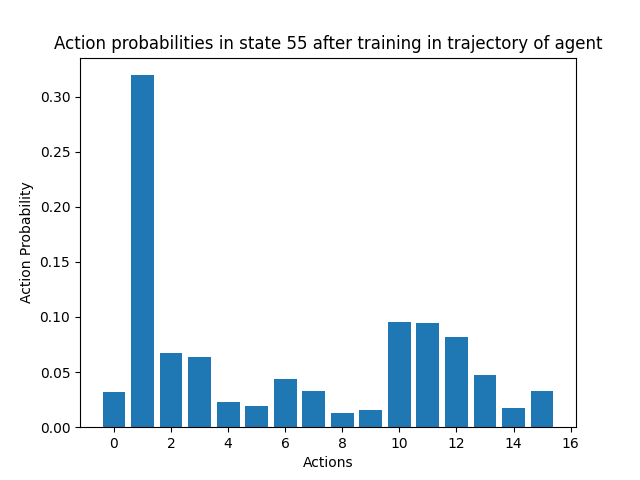 Action probabilities in state 55 after training in trajectory of agent
0.30
0.25
0.20
0.15
0.10
0.05
0.00
Action Probability
0 2 4 6 8 10 12 14 16
Actions